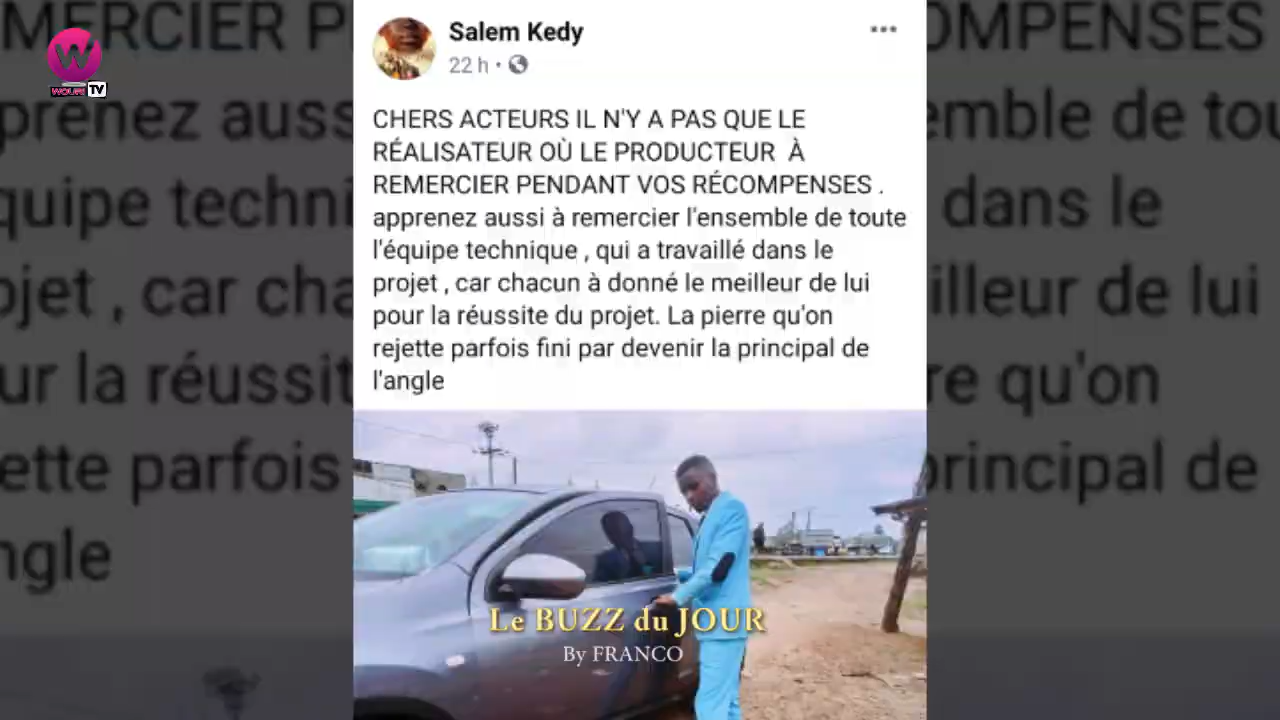 W
WOURI TV
Salem Kedy
22 h •
CHERS ACTEURS IL N'Y A PAS QUE LE
RÉALISATEUR OÙ LE PRODUCTEUR À
REMERCIER PENDANT VOS RÉCOMPENSES .
apprenez aussi à remercier l'ensemble de toute
l'équipe technique , qui a travaillé dans le
projet , car chacun à donné le meilleur de lui
pour la réussite du projet. La pierre qu'on
rejette parfois fini par devenir la principal de
l'angle
Le BUZZ du JOUR
By FRANCO